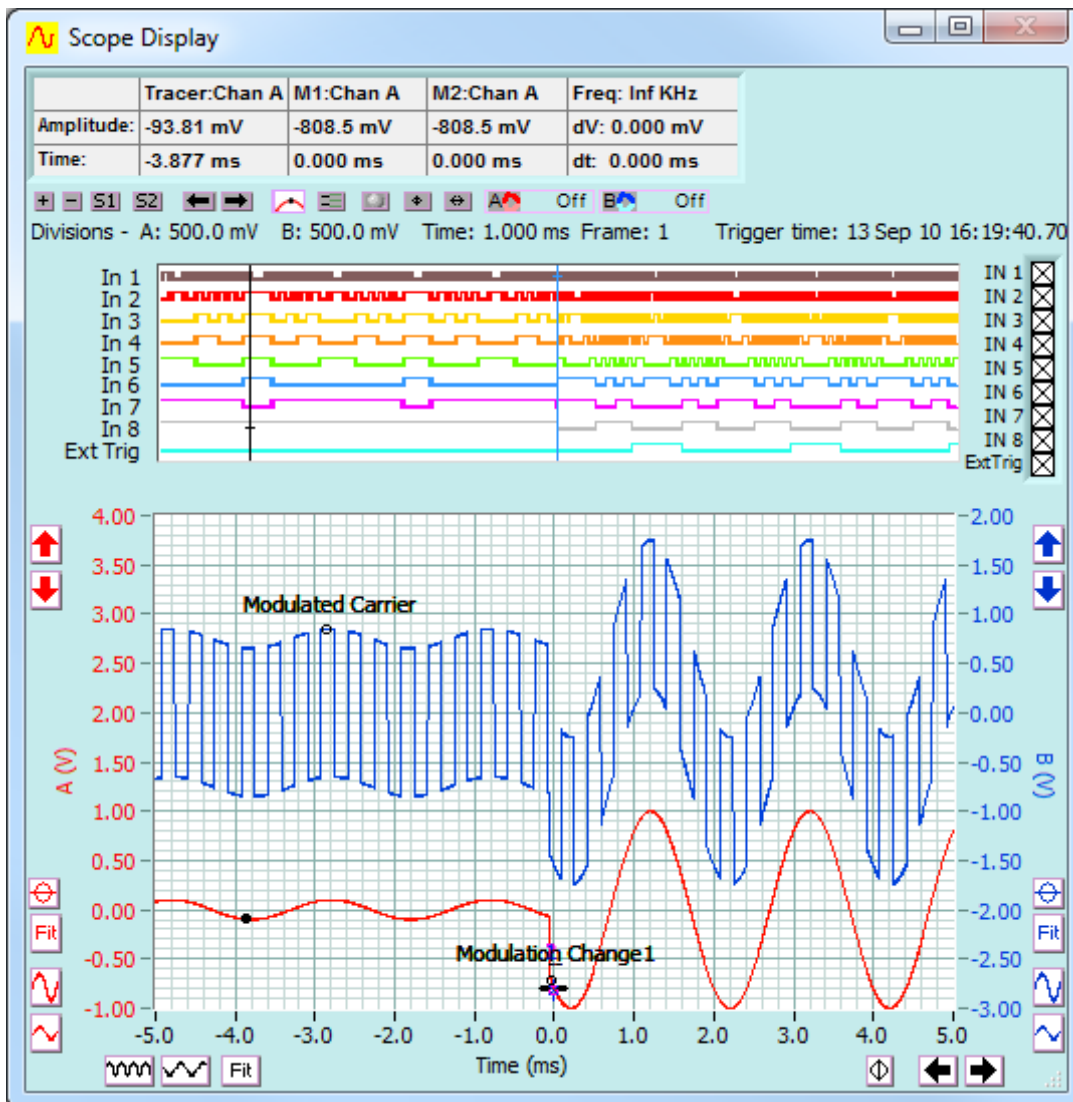 Scope Display
Tracer:Chan A M1:Chan A M2:Chan A Freq: Inf KHz
Amplitude: -93.81 mV -808.5 mV -808.5 mV dV: 0.000 mV
Time: -3.877 ms 0.000 ms 0.000 ms dt: 0.000 ms
+ - S1 S2 A Off B Off
Divisions - A: 500.0 mV B: 500.0 mV Time: 1.000 ms Frame: 1 Trigger time: 13 Sep 10 16:19:40.70
In 1 IN 1
In 2 IN 2
In 3 IN 3
In 4 IN 4
In 5 IN 5
In 6 IN 6
In 7 IN 7
In 8 IN 8
Ext Trig ExtTrig
4.00 2.00
3.50 1.50
Modulated Carrier
3.00 1.00
2.50 0.50
2.00 0.00
A (V) 1.50 -0.50 B (V)
1.00 -1.00
0.50 -1.50
0.00 -2.00
Fit Fit
Modulation Change1
-0.50 -2.50
-1.00 -3.00
-5.0 -4.0 -3.0 -2.0 -1.0 0.0 1.0 2.0 3.0 4.0 5.0
Fit Time (ms)